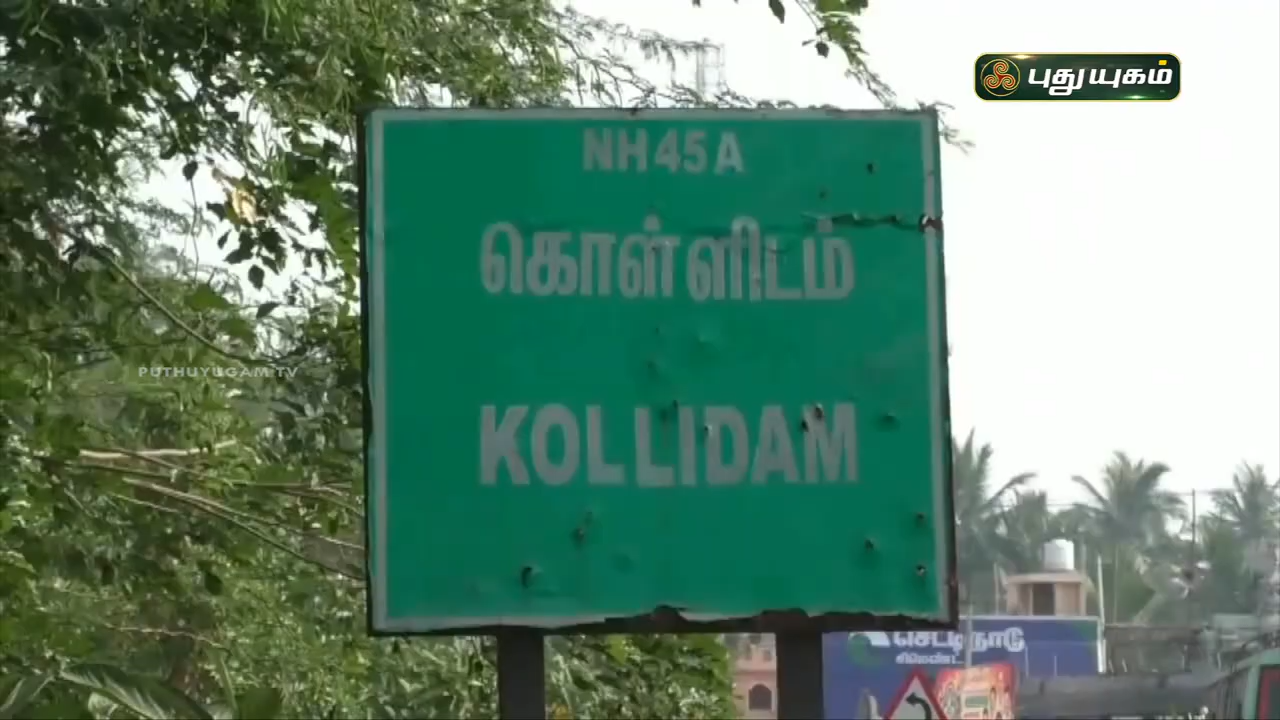 புதுயுகம்
NH45A
கொள்ளிடம்
PUTHUYUGAM TV
KOLLIDAM
செட்டிநாடு
சிமெண்ட்